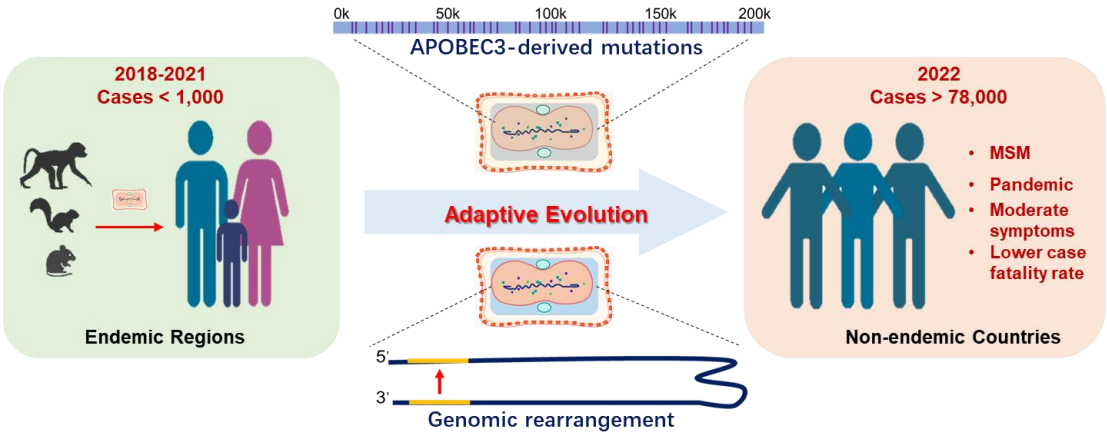 0k 50k 100k 150k 200k
APOBEC3-derived mutations
2018-2021
Cases < 1,000
Endemic Regions
Adaptive Evolution
5'
3'
Genomic rearrangement
2022
Cases > 78,000
• MSM
• Pandemic
• Moderate
symptoms
• Lower case
fatality rate
Non-endemic Countries